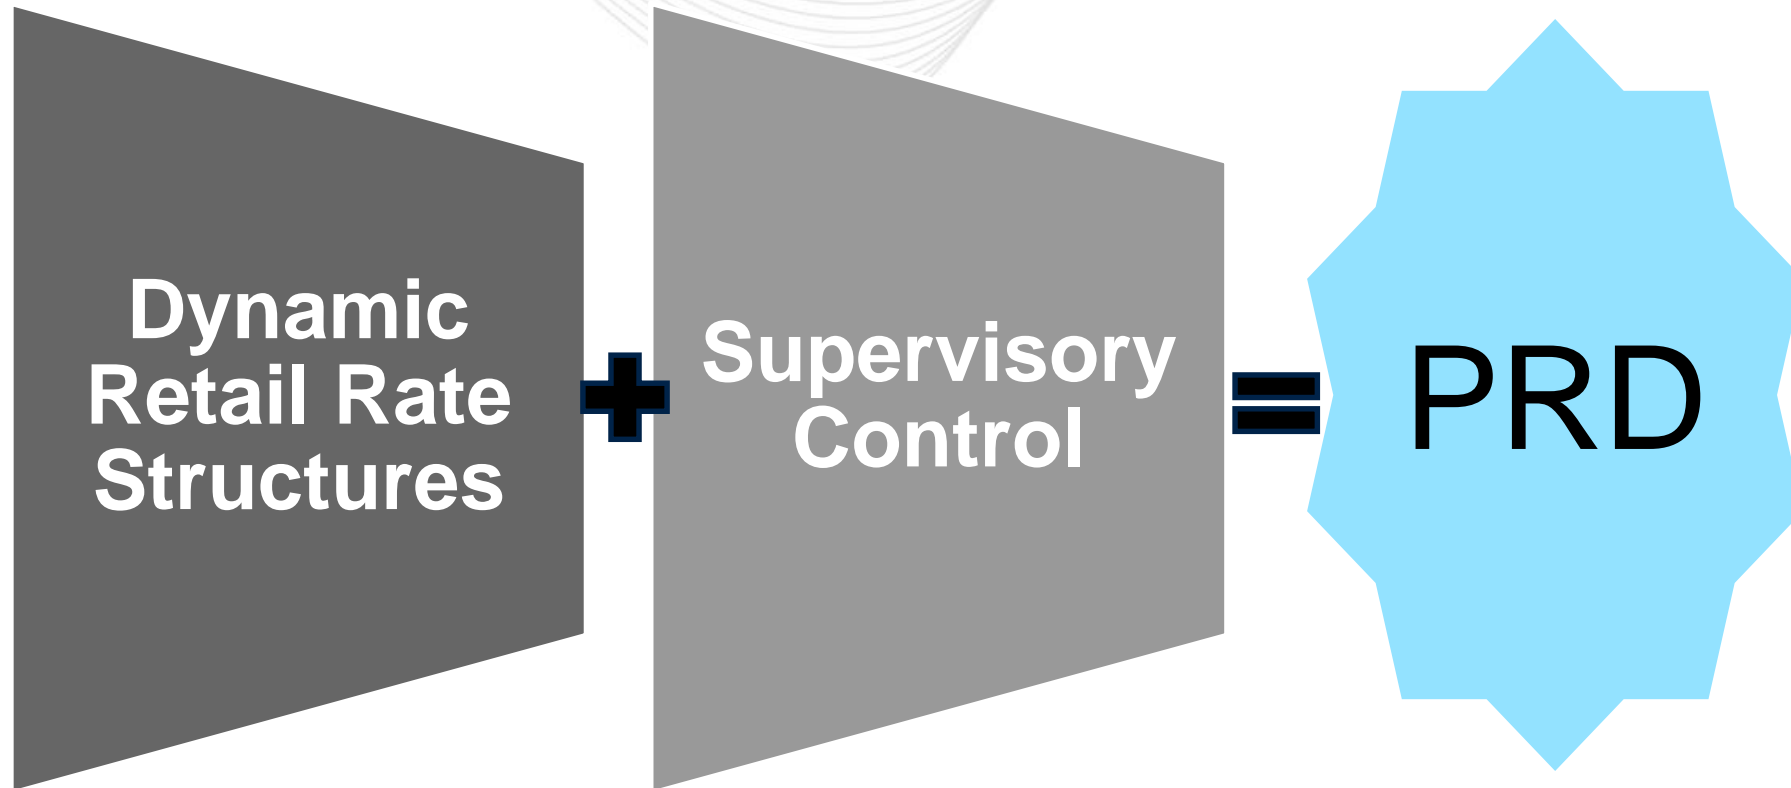 Dynamic
Retail Rate
Structures
Supervisory
Control
PRD